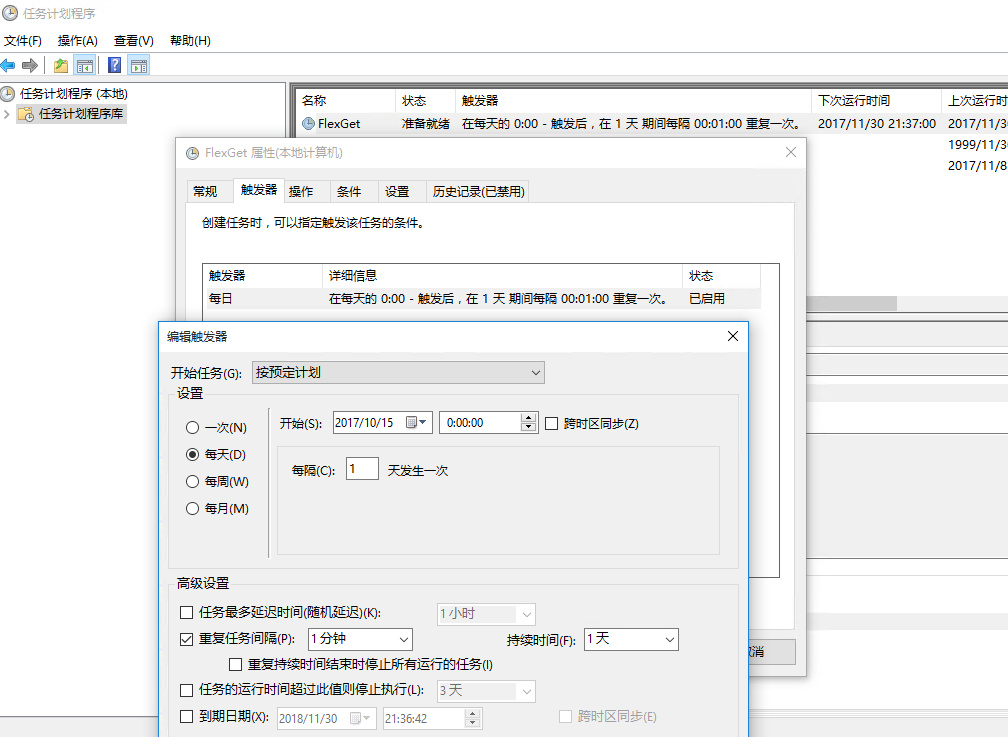 任务计划程序
文件(F) 操作(A) 查看(V) 帮助(H)
任务计划程序 (本地)
任务计划程序库
名称 状态 触发器 下次运行时间 上次运行时
FlexGet 准备就绪 在每天的 0:00 - 触发后，在 1 天 期间每隔 00:01:00 重复一次。 2017/11/30 21:37:00 2017/11/3
1999/11/3
2017/11/8
FlexGet 属性(本地计算机)
常规 触发器 操作 条件 设置 历史记录(已禁用)
创建任务时，可以指定触发该任务的条件。
触发器 详细信息 状态
每日 在每天的 0:00 - 触发后，在 1 天 期间每隔 00:01:00 重复一次。 已启用
编辑触发器
开始任务(G): 按预定计划
设置
一次(N)
每天(D)
每周(W)
每月(M)
开始(S): 2017/10/15 0:00:00 跨时区同步(Z)
每隔(C): 1 天发生一次
高级设置
任务最多延迟时间(随机延迟)(K): 1 小时
重复任务间隔(P): 1 分钟 持续时间(F): 1 天
重复持续时间结束时停止所有运行的任务(I)
消
任务的运行时间超过此值则停止执行(L): 3 天
到期日期(X): 2018/11/30 21:36:42 跨时区同步(E)